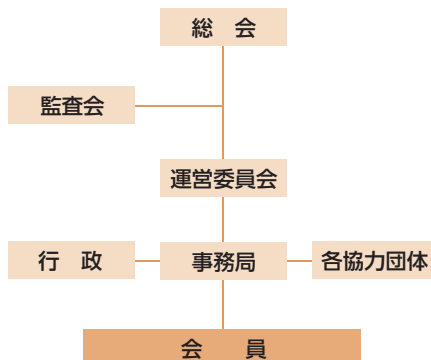 総　会
監査会
運営委員会
行　政
事務局
各協力団体
会　　員